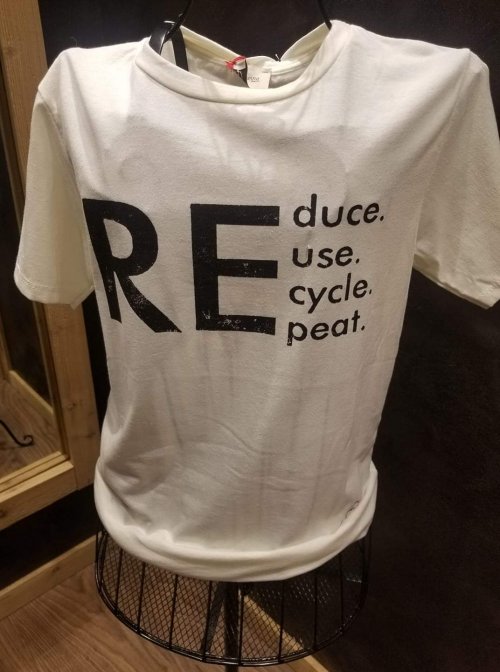 RE
duce.
use.
cycle.
peat.